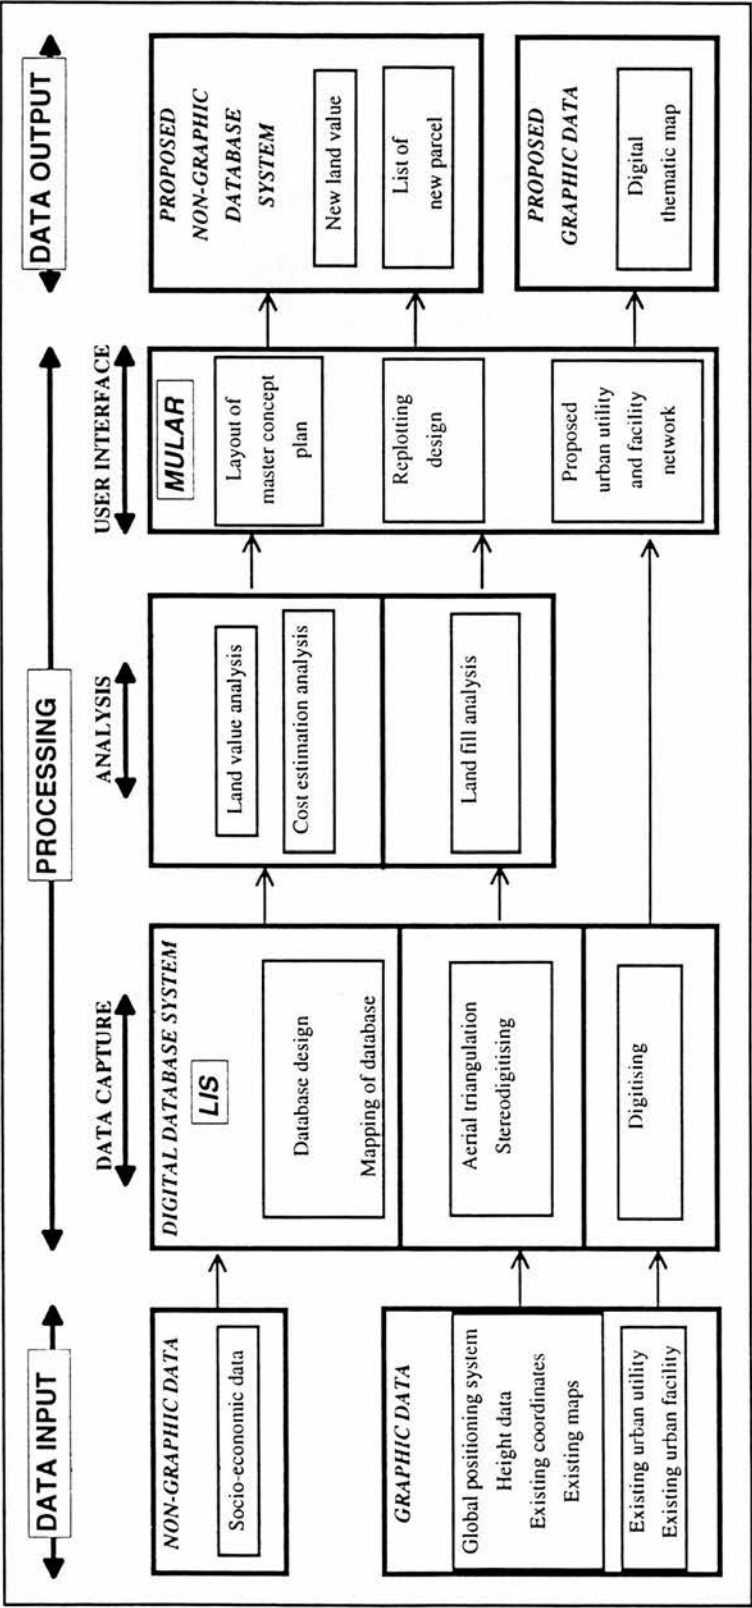 DATA INPUT
PROCESSING
DATA OUTPUT
DATA CAPTURE
ANALYSIS
USER INTERFACE
NON-GRAPHIC DATA
Socio-economic data
GRAPHIC DATA
Global positioning system
Height data
Existing coordinates
Existing maps
Existing urban utility
Existing urban facility
DIGITAL DATABASE SYSTEM
LIS
Database design
Mapping of database
Aerial triangulation
Stereodigitising
Digitising
Land value analysis
Cost estimation analysis
Land fill analysis
MULAR
Layout of
master concept
plan
Replotting
design
Proposed
urban utility
and facility
network
PROPOSED
NON-GRAPHIC
DATABASE
SYSTEM
New land value
List of
new parcel
PROPOSED
GRAPHIC DATA
Digital
thematic map